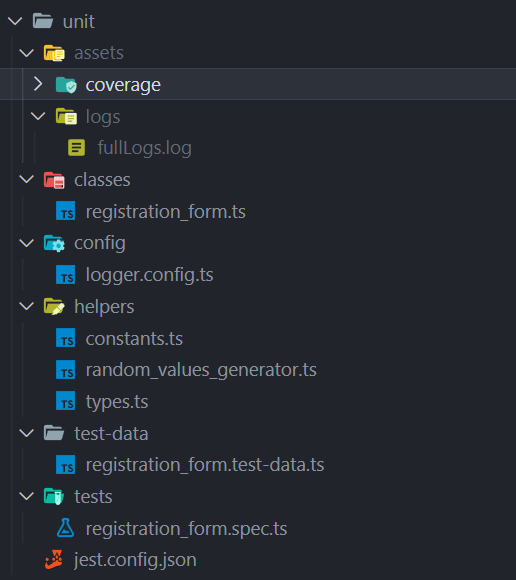 unit
assets
coverage
logs
fullLogs.log
classes
TS registration_form.ts
config
TS logger.config.ts
helpers
TS constants.ts
TS random_values_generator.ts
TS types.ts
test-data
TS registration_form.test-data.ts
tests
registration_form.spec.ts
jest.config.json